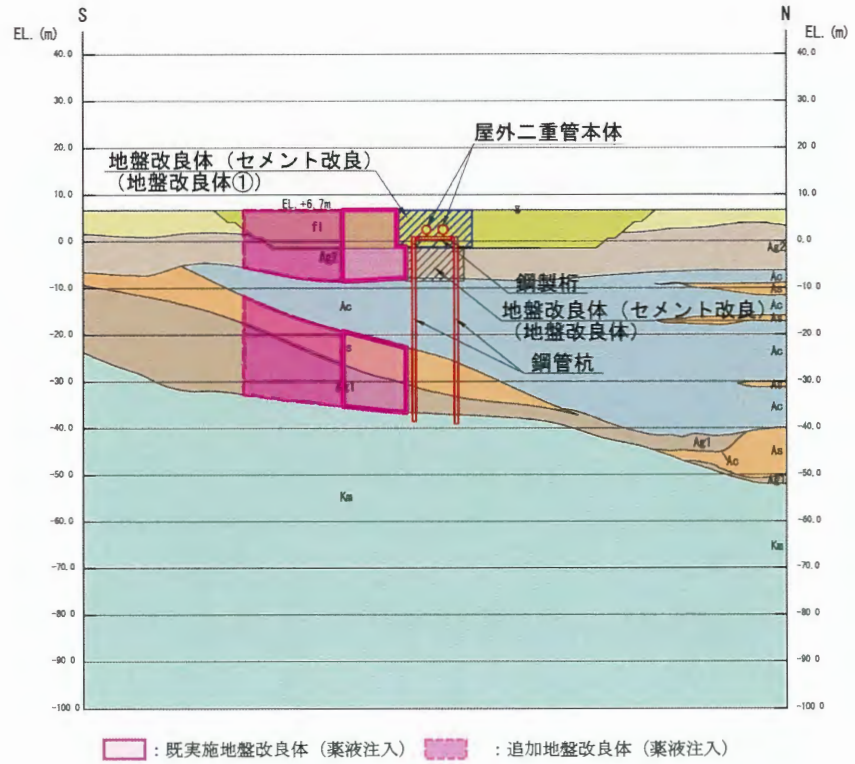 S
N
EL. (m)
EL. (m)
40.0
40.0
30.0
30.0
20.0
20.0
屋外二重管本体
地盤改良体（セメント改良）
（地盤改良体①）
10.0
10.0
EL. +6.7m
fl
0.0
0.0
Ag2
Ag2
鋼製桁
Ac
As
-10.0
-10.0
地盤改良体（セメント改良）
（地盤改良体）
Ac
Ac
As
-20.0
-20.0
鋼管杭
s
Ac
-30.0
-30.0
Ag1
As
Ac
-40.0
-40.0
Ag1
As
Ac
-50.0
-50.0
Ag1
Km
-60.0
-60.0
Km
-70.0
-70.0
-80.0
-80.0
-90.0
-90.0
-100.0
-100.0
：既実施地盤改良体（薬液注入）
：追加地盤改良体（薬液注入）